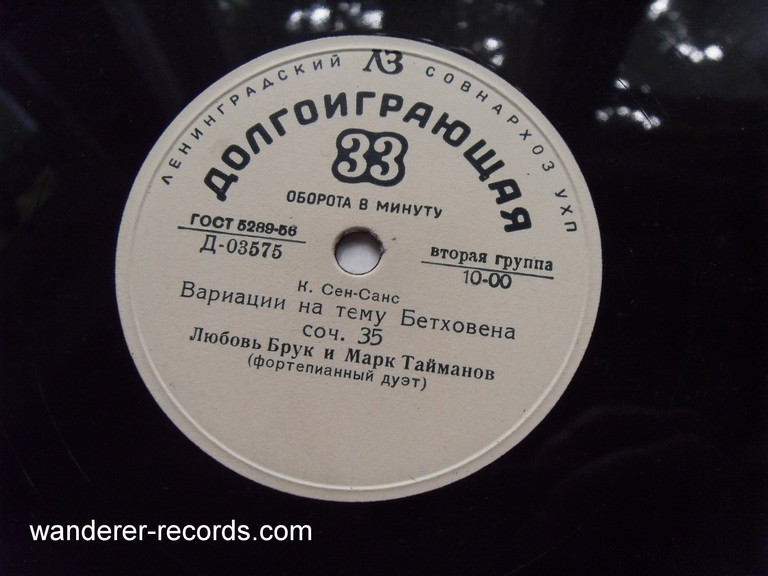 ЛЕНИНГРАДСКИЙ ЛЗ СОВНАРХОЗ УХП
ДОЛГОИГРАЮЩАЯ
33
ОБОРОТА В МИНУТУ
ГОСТ 5289-56
Д-03575
вторая группа
10-00
К. Сен-Санс
Вариации на тему Бетховена
соч. 35
Любовь Брук и Марк Тайманов
(фортепианный дуэт)
wanderer-records.com